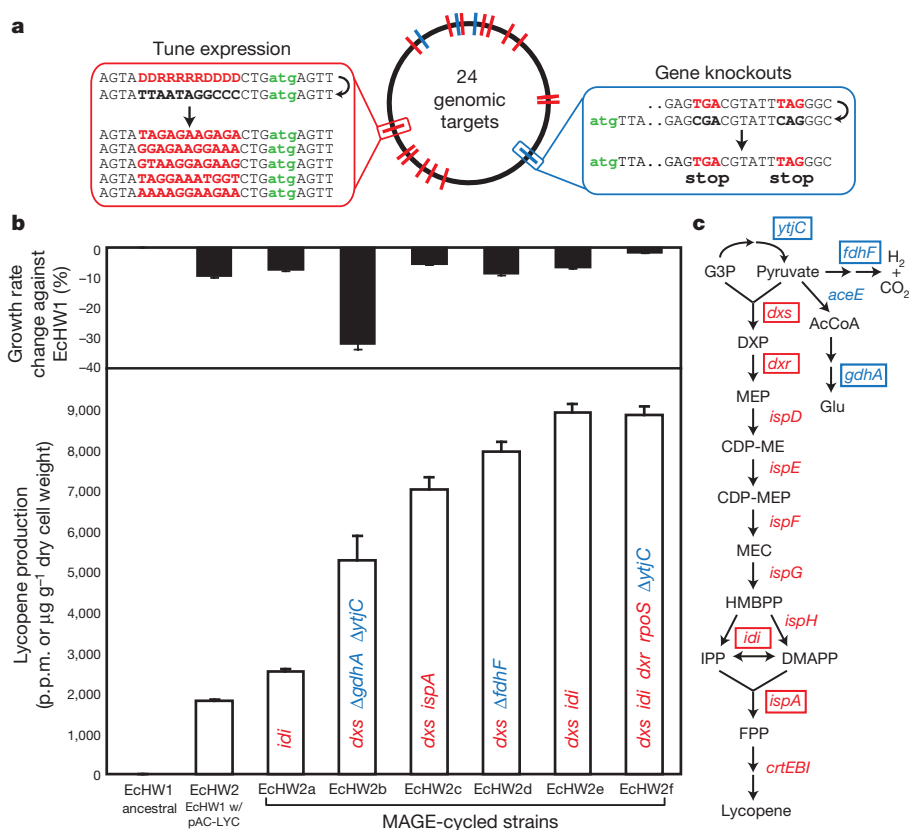 a
Tune expression
AGTADDRRRRRDDDDCTGatgAGTT
AGTATTAATAGGCCCCTGatgAGTT
AGTATAGAGAAGAGACTGatgAGTT
AGTAGGAGAAGGAAACTGatgAGTT
AGTAGTAAGGAGAAGCTGatgAGTT
AGTATAGGAAATGGTCTGatgAGTT
AGTAAAAAGGAAGAACTGatgAGTT
24
genomic
targets
Gene knockouts
..GAGTGACGTATTTAGGGC
atgTTA..GAGCGACGTATTCAGGGC
atgTTA..GAGTGACGTATTTAGGGC
stop stop
b
Growth rate
change against
EcHW1 (%)
0
−10
−20
−30
−40
Lycopene production
(p.p.m. or μg g−1 dry cell weight)
9,000
8,000
7,000
6,000
5,000
4,000
3,000
2,000
1,000
0
idi
dxs ΔgdhA ΔytjC
dxs ispA
dxs ΔfdhF
dxs idi
dxs idi dxr rpoS ΔytjC
EcHW1
ancestral
EcHW2
EcHW1 w/
pAC-LYC
EcHW2a
EcHW2b
EcHW2c
EcHW2d
EcHW2e
EcHW2f
MAGE-cycled strains
c
ytjC
fdhF
H2
+
CO2
G3P
Pyruvate
aceE
dxs
AcCoA
DXP
dxr
gdhA
MEP
Glu
ispD
CDP-ME
ispE
CDP-MEP
ispF
MEC
ispG
HMBPP
ispH
idi
IPP
DMAPP
ispA
FPP
crtEBI
Lycopene